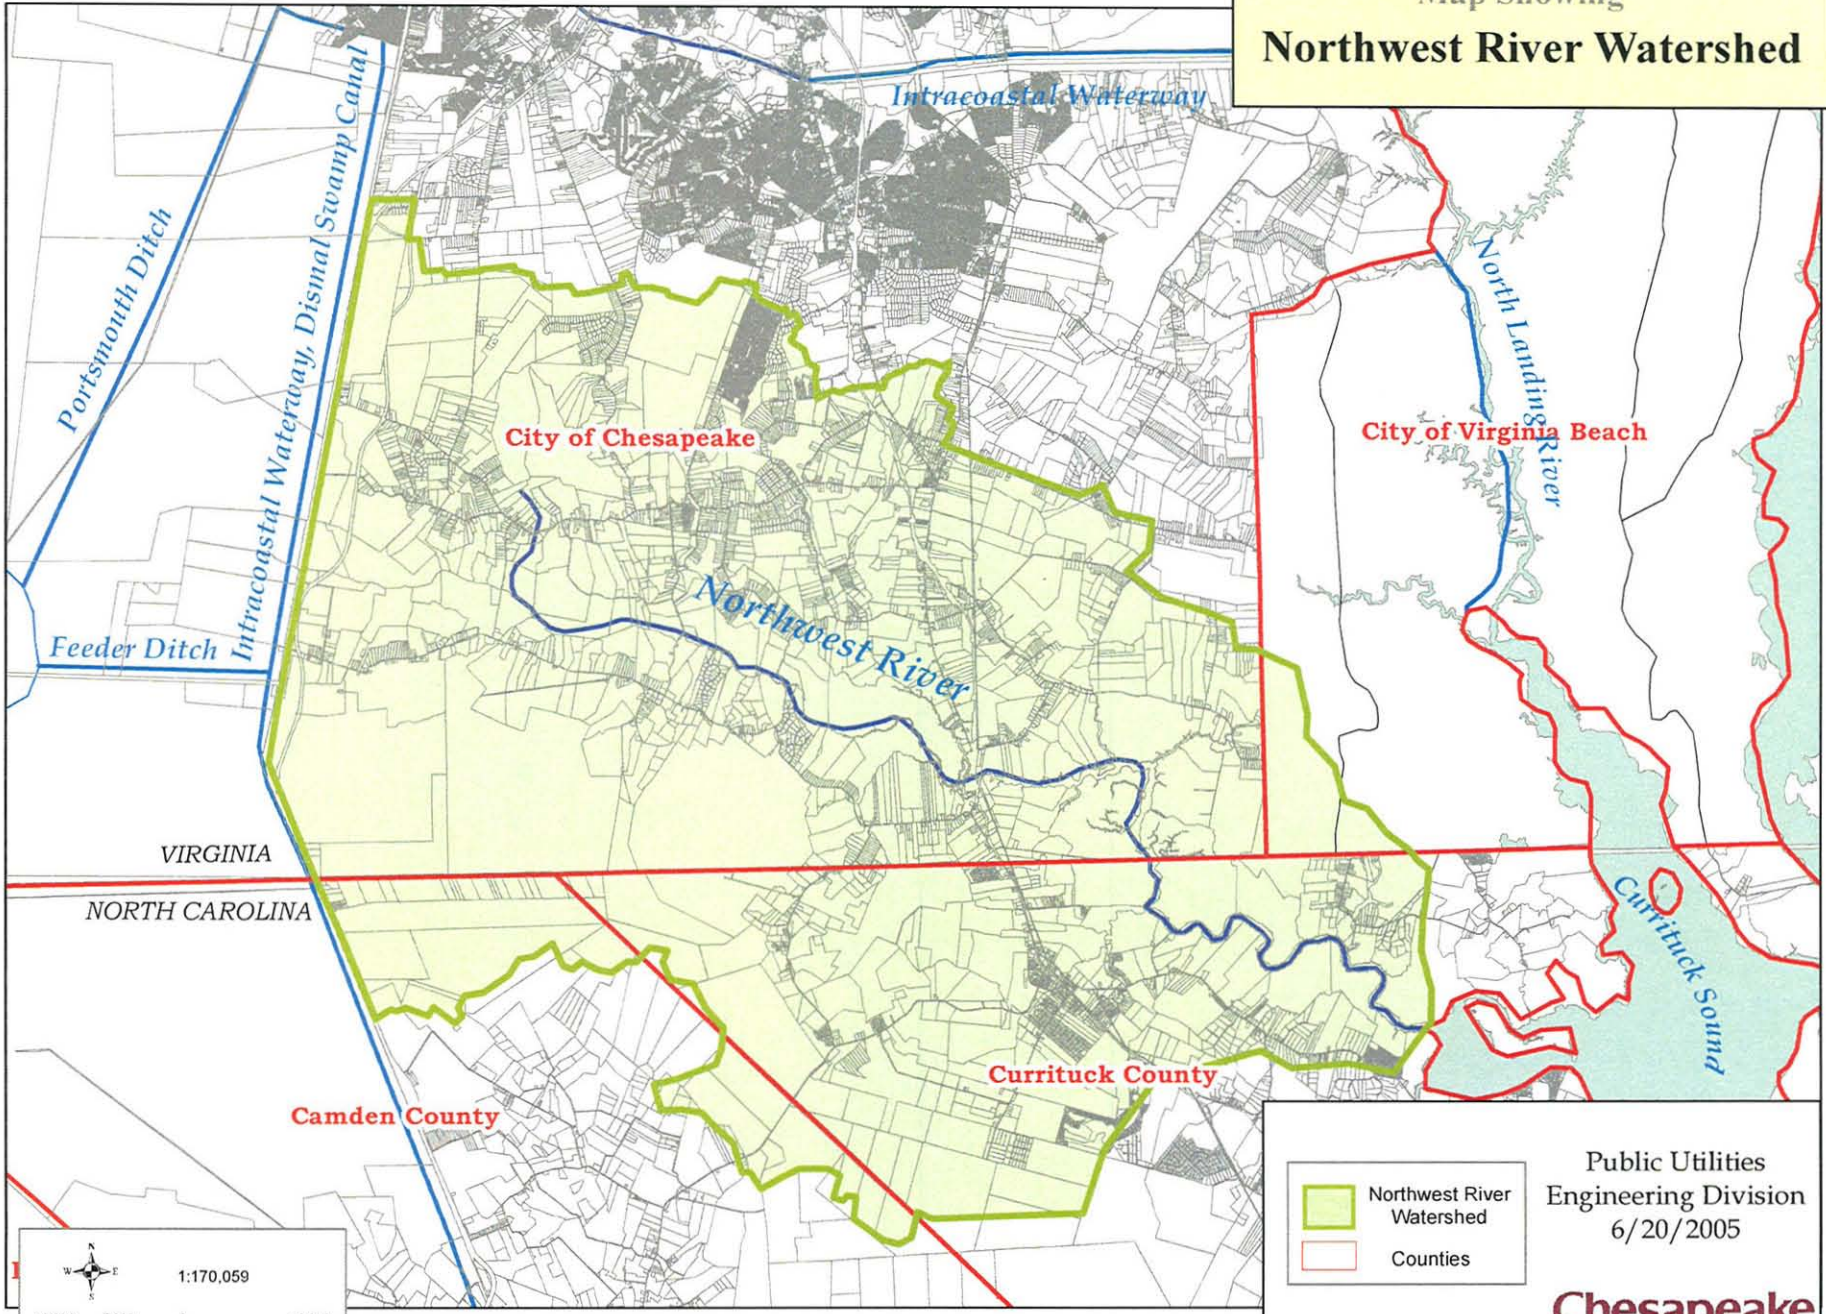 Map Showing
Northwest River Watershed
Intracoastal Waterway
Portsmouth Ditch
Intracoastal Waterway, Dismal Swamp Canal
North Landing River
City of Chesapeake
City of Virginia Beach
Northwest River
Feeder Ditch
VIRGINIA
NORTH CAROLINA
Currituck Sound
Currituck County
Camden County
Northwest River
Watershed
Counties
Public Utilities
Engineering Division
6/20/2005
Chesapeake
N
W E
S
1:170,059